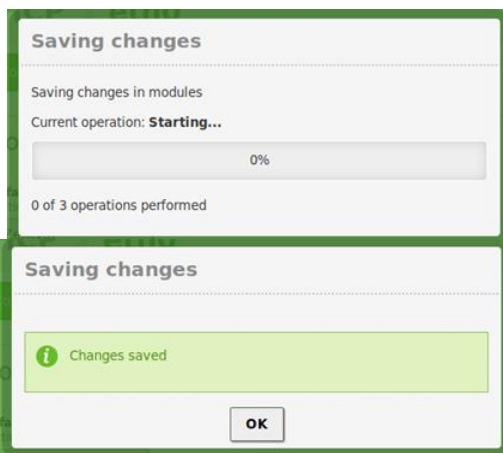 Saving changes
Saving changes in modules
Current operation: Starting...
0%
0 of 3 operations performed
Saving changes
Changes saved
OK